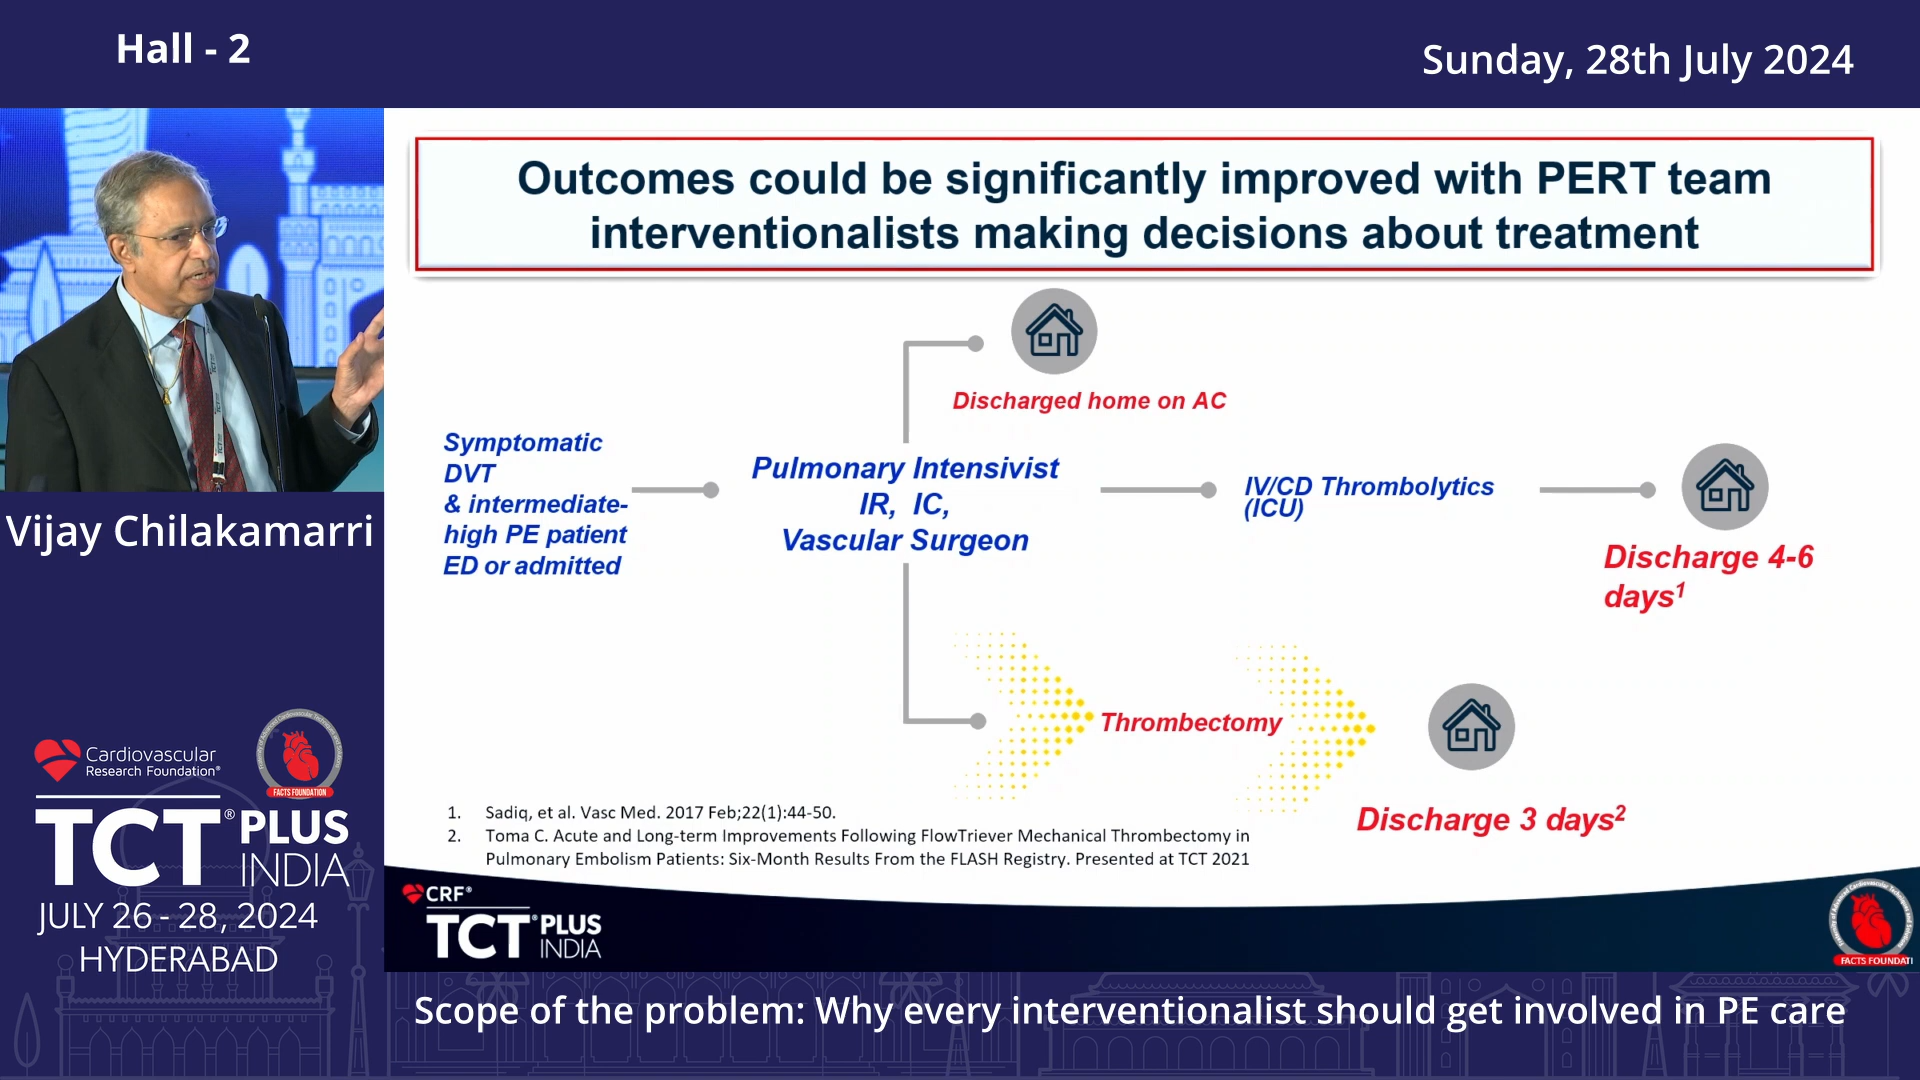 Hall - 2
Sunday, 28th July 2024
Outcomes could be significantly improved with PERT team
interventionalists making decisions about treatment
Discharged home on AC
Symptomatic
DVT
& intermediate-
high PE patient
ED or admitted
Pulmonary Intensivist
IR, IC,
Vascular Surgeon
IV/CD Thrombolytics
(ICU)
Discharge 4-6
days1
Thrombectomy
Discharge 3 days2
1. Sadiq, et al. Vasc Med. 2017 Feb;22(1):44-50.
2. Toma C. Acute and Long-term Improvements Following FlowTriever Mechanical Thrombectomy in
Pulmonary Embolism Patients: Six-Month Results From the FLASH Registry. Presented at TCT 2021
CRF®
TCT® PLUS
INDIA
FACTS FOUNDATI
Vijay Chilakamarri
Cardiovascular
Research Foundation®
FACTS FOUNDATION
TCT® PLUS
INDIA
JULY 26 - 28, 2024
HYDERABAD
Scope of the problem: Why every interventionalist should get involved in PE care